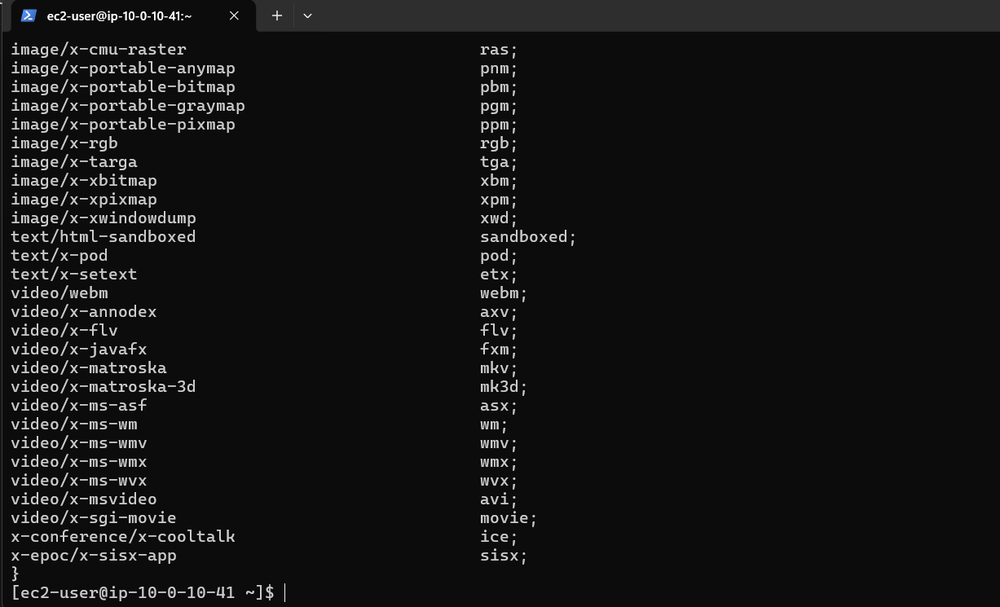 ec2-user@ip-10-0-10-41:~
image/x-cmu-raster ras;
image/x-portable-anymap pnm;
image/x-portable-bitmap pbm;
image/x-portable-graymap pgm;
image/x-portable-pixmap ppm;
image/x-rgb rgb;
image/x-targa tga;
image/x-xbitmap xbm;
image/x-xpixmap xpm;
image/x-xwindowdump xwd;
text/html-sandboxed sandboxed;
text/x-pod pod;
text/x-setext etx;
video/webm webm;
video/x-annodex axv;
video/x-flv flv;
video/x-javafx fxm;
video/x-matroska mkv;
video/x-matroska-3d mk3d;
video/x-ms-asf asx;
video/x-ms-wm wm;
video/x-ms-wmv wmv;
video/x-ms-wmx wmx;
video/x-ms-wvx wvx;
video/x-msvideo avi;
video/x-sgi-movie movie;
x-conference/x-cooltalk ice;
x-epoc/x-sisx-app sisx;
}
[ec2-user@ip-10-0-10-41 ~]$